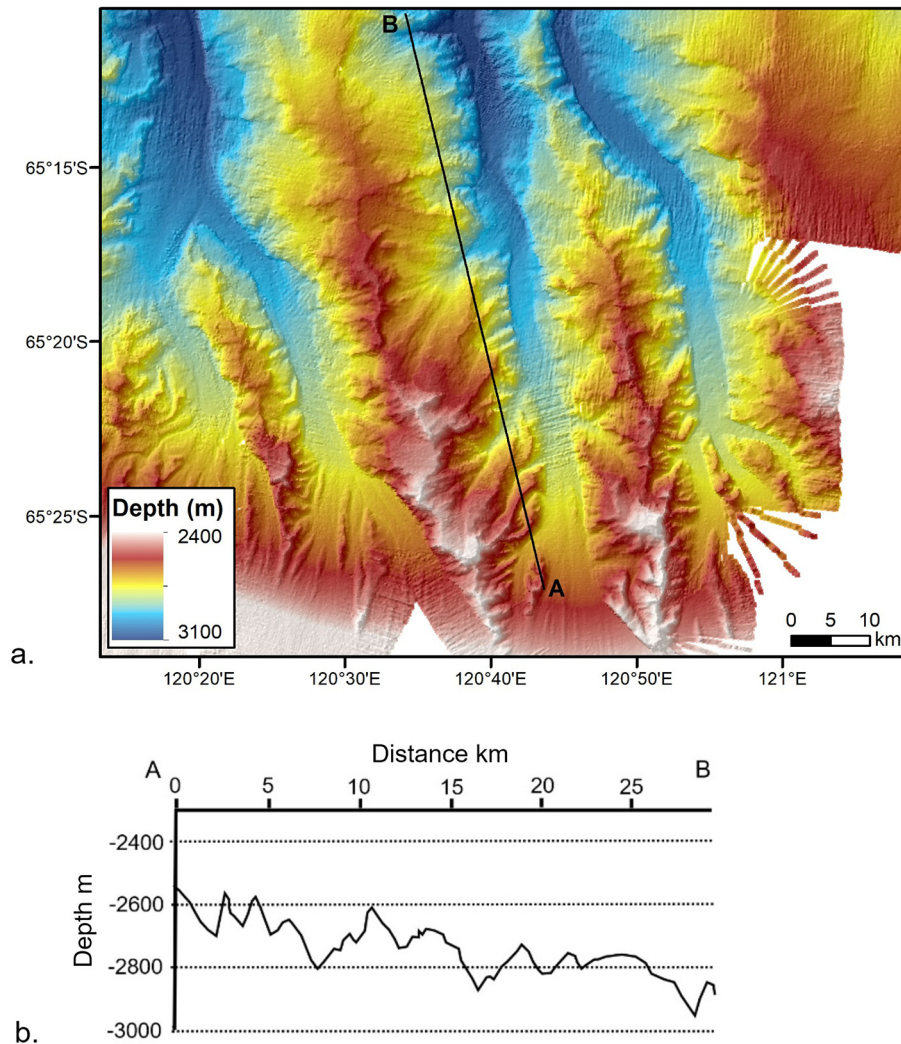 B
65°15'S
65°20'S
65°25'S
Depth (m)
2400
3100
A
0 5 10
km
a.
120°20'E 120°30'E 120°40'E 120°50'E 121°E
Distance km
A B
0 5 10 15 20 25
-2400
-2600
-2800
-3000
Depth m
b.